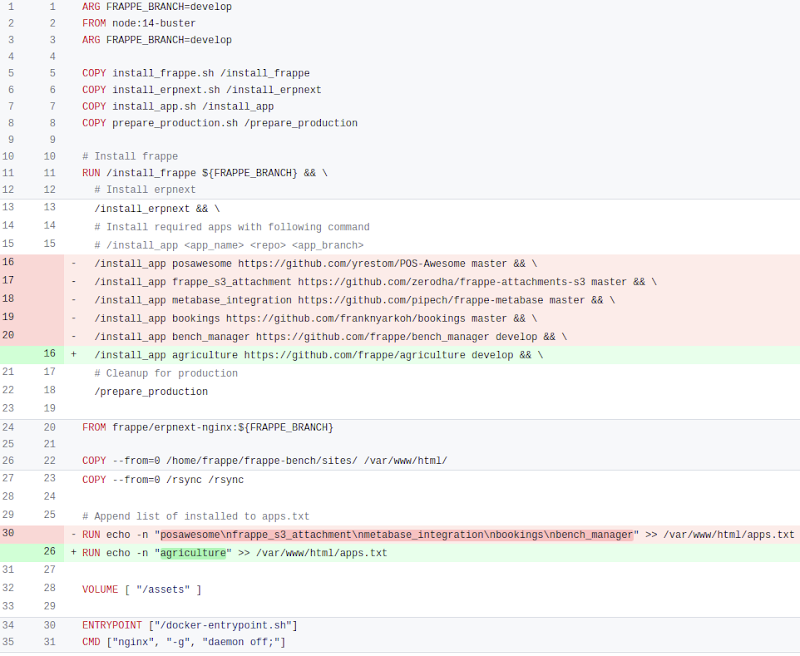 1 1 ARG FRAPPE_BRANCH=develop
2 2 FROM node:14-buster
3 3 ARG FRAPPE_BRANCH=develop
4 4
5 5 COPY install_frappe.sh /install_frappe
6 6 COPY install_erpnext.sh /install_erpnext
7 7 COPY install_app.sh /install_app
8 8 COPY prepare_production.sh /prepare_production
9 9
10 10 # Install frappe
11 11 RUN /install_frappe ${FRAPPE_BRANCH} && \
12 12 # Install erpnext
13 13 /install_erpnext && \
14 14 # Install required apps with following command
15 15 # /install_app <app_name> <repo> <app_branch>
16 - /install_app posawesome https://github.com/yrestom/POS-Awesome master && \
17 - /install_app frappe_s3_attachment https://github.com/zerodha/frappe-attachments-s3 master && \
18 - /install_app metabase_integration https://github.com/pipech/frappe-metabase master && \
19 - /install_app bookings https://github.com/franknyarkoh/bookings master && \
20 - /install_app bench_manager https://github.com/frappe/bench_manager develop && \
16 + /install_app agriculture https://github.com/frappe/agriculture develop && \
21 17 # Cleanup for production
22 18 /prepare_production
23 19
24 20 FROM frappe/erpnext-nginx:${FRAPPE_BRANCH}
25 21
26 22 COPY --from=0 /home/frappe/frappe-bench/sites/ /var/www/html/
27 23 COPY --from=0 /rsync /rsync
28 24
29 25 # Append list of installed to apps.txt
30 - RUN echo -n "posawesome\nfrappe_s3_attachment\nmetabase_integration\nbookings\nbench_manager" >> /var/www/html/apps.txt
26 + RUN echo -n "agriculture" >> /var/www/html/apps.txt
31 27
32 28 VOLUME [ "/assets" ]
33 29
34 30 ENTRYPOINT ["/docker-entrypoint.sh"]
35 31 CMD ["nginx", "-g", "daemon off;"]